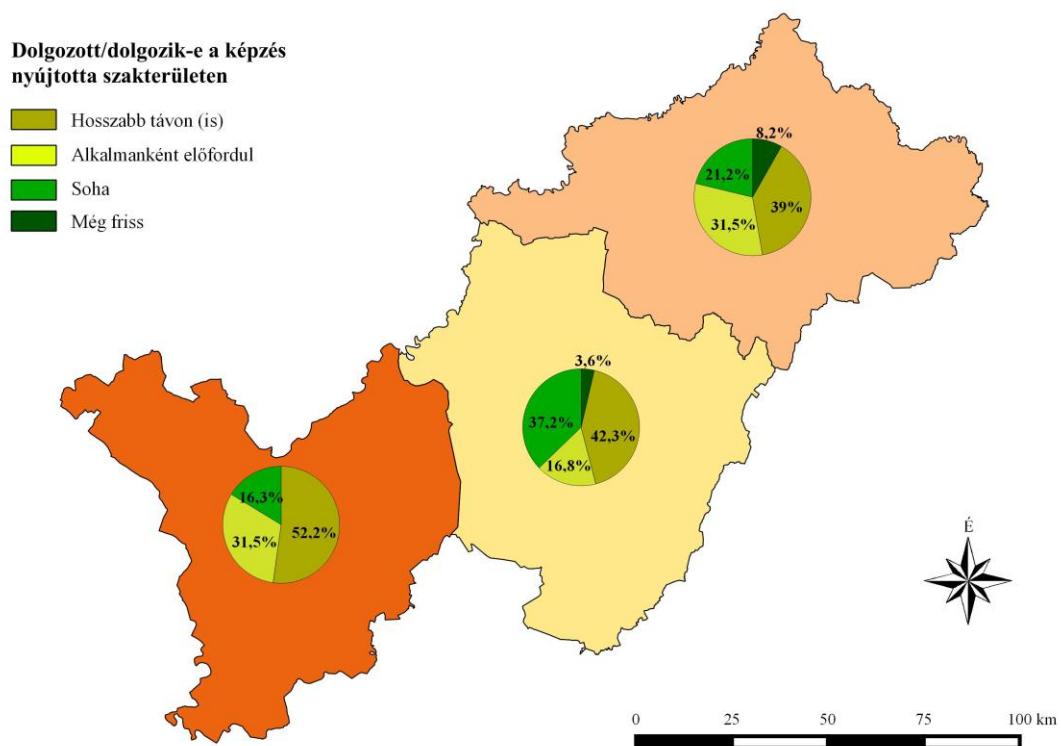 Dolgozott/dolgozik-e a képzés
nyújtotta szakterületen
Hosszabb távon (is)
Alkalmanként előfordul
Soha
Még friss
8,2%
21,2%
39%
31,5%
3,6%
37,2%
42,3%
16,8%
16,3%
52,2%
31,5%
É
0 25 50 75 100 km